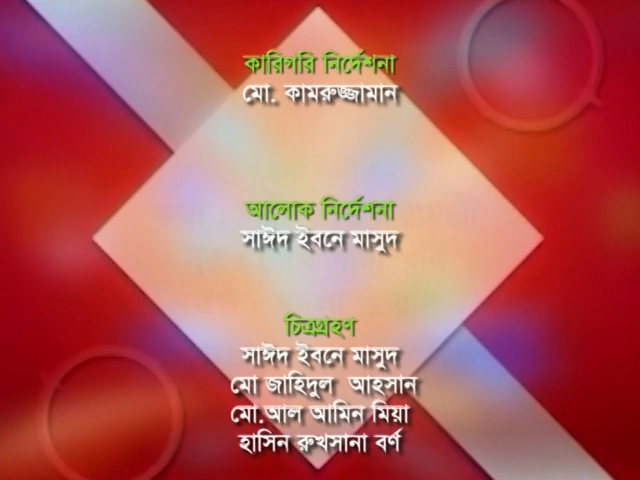 কারিগরি নির্দেশনা
মো. কামরুজ্জামান
আলোক নির্দেশনা
সাঈদ ইবনে মাসুদ
চিত্রগ্রহণ
সাঈদ ইবনে মাসুদ
মো জাহিদুল আহসান
মো.আল আমিন মিয়া
হাসিন রুখসানা বর্ণ